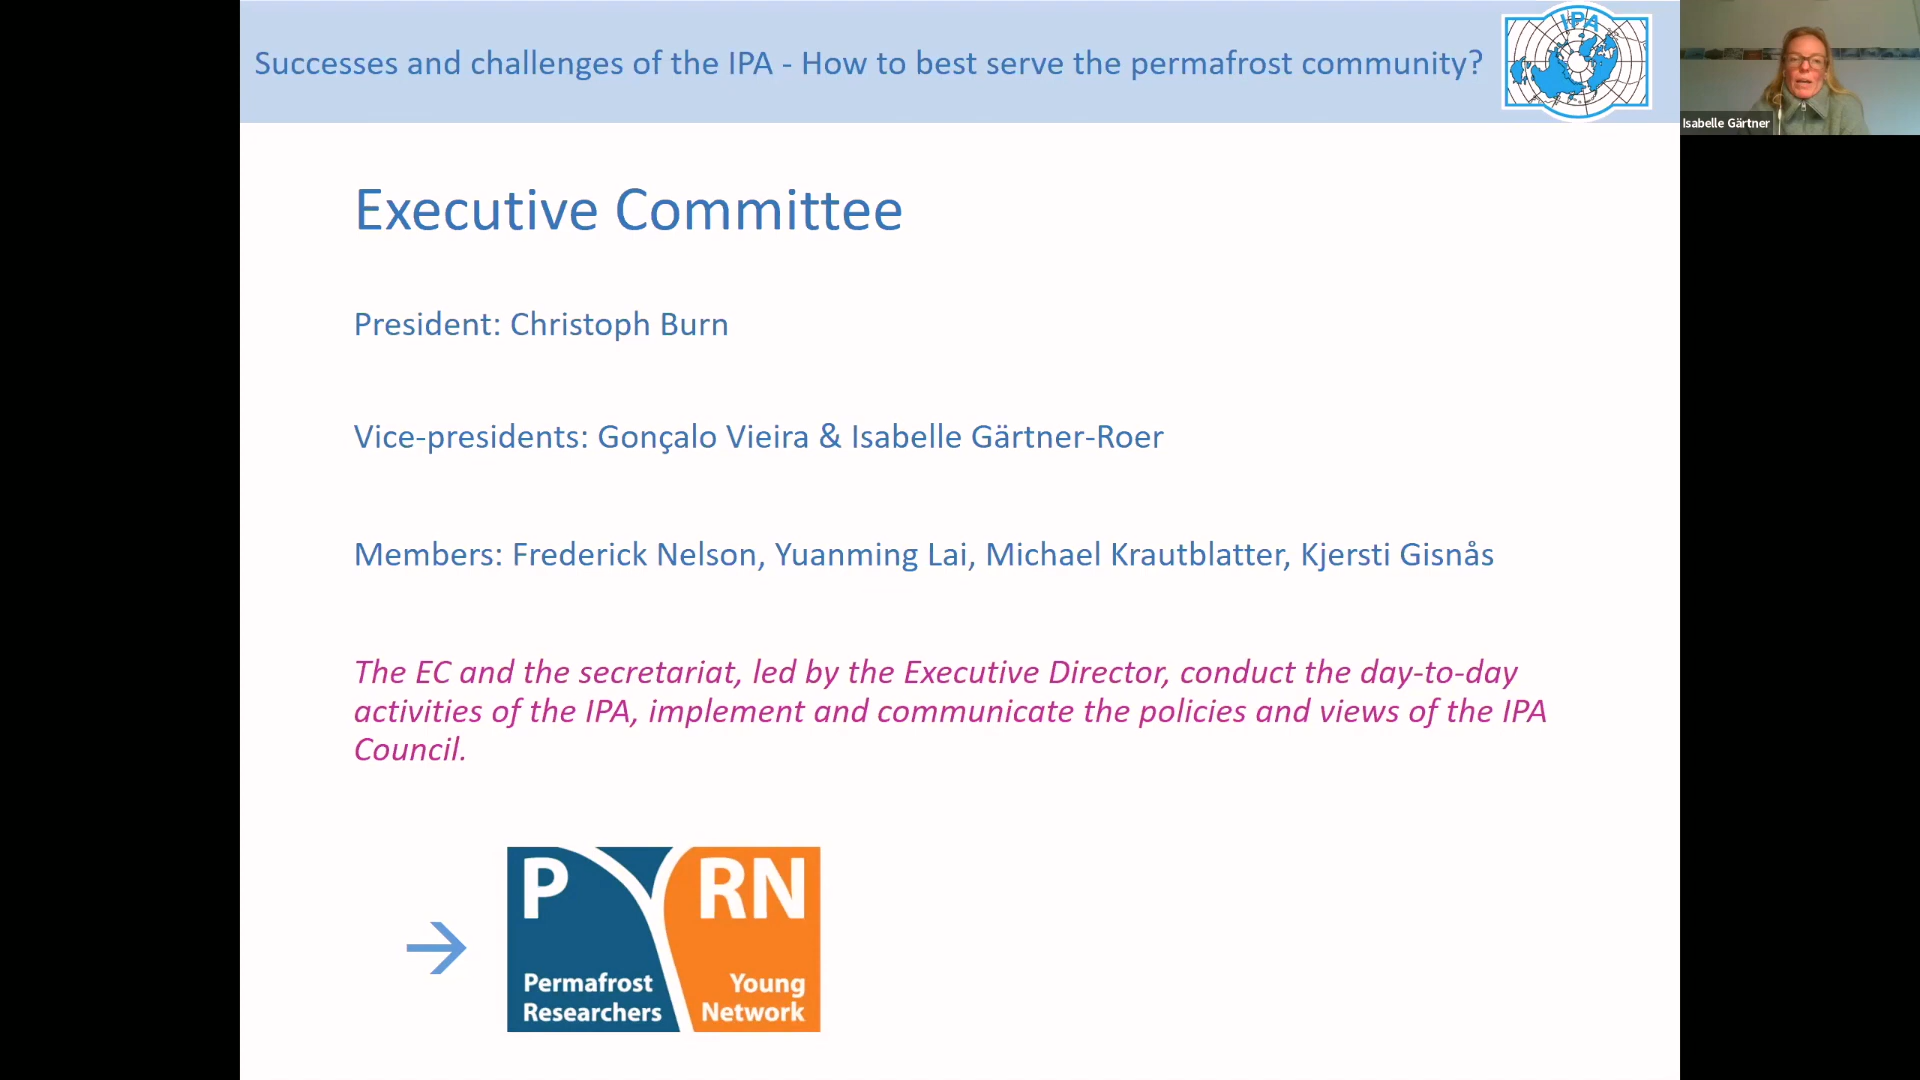 Successes and challenges of the IPA - How to best serve the permafrost community?
IPA
Isabelle Gärtner
Executive Committee
President: Christoph Burn
Vice-presidents: Gonçalo Vieira & Isabelle Gärtner-Roer
Members: Frederick Nelson, Yuanming Lai, Michael Krautblatter, Kjersti Gisnås
The EC and the secretariat, led by the Executive Director, conduct the day-to-day
activities of the IPA, implement and communicate the policies and views of the IPA
Council.
P RN
Permafrost Young
Researchers Network